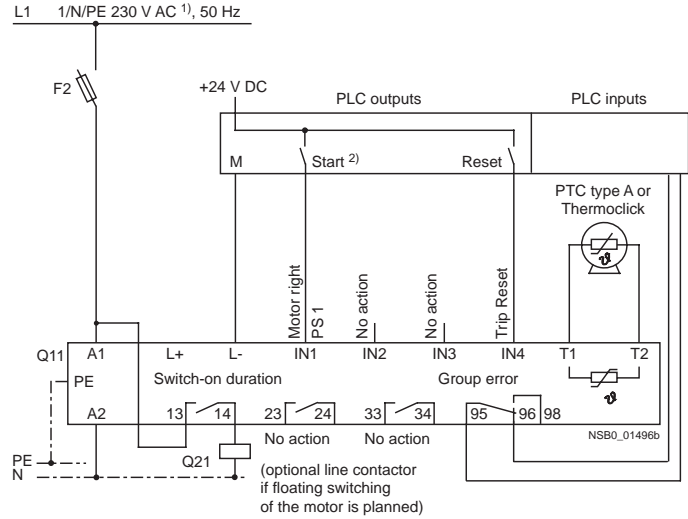 L1 1/N/PE 230 V AC 1), 50 Hz
F2
+24 V DC
PLC outputs
PLC inputs
M
Start 2)
Reset
PTC type A or
Thermoclick
ϑ
Motor right
PS 1
No action
No action
Trip Reset
Q11
A1
L+
L-
IN1
IN2
IN3
IN4
T1
T2
PE
Switch-on duration
Group error
ϑ
A2
13
14
23
24
33
34
95
96
98
No action
No action
NSB0_01496b
PE
N
Q21
(optional line contactor
if floating switching
of the motor is planned)